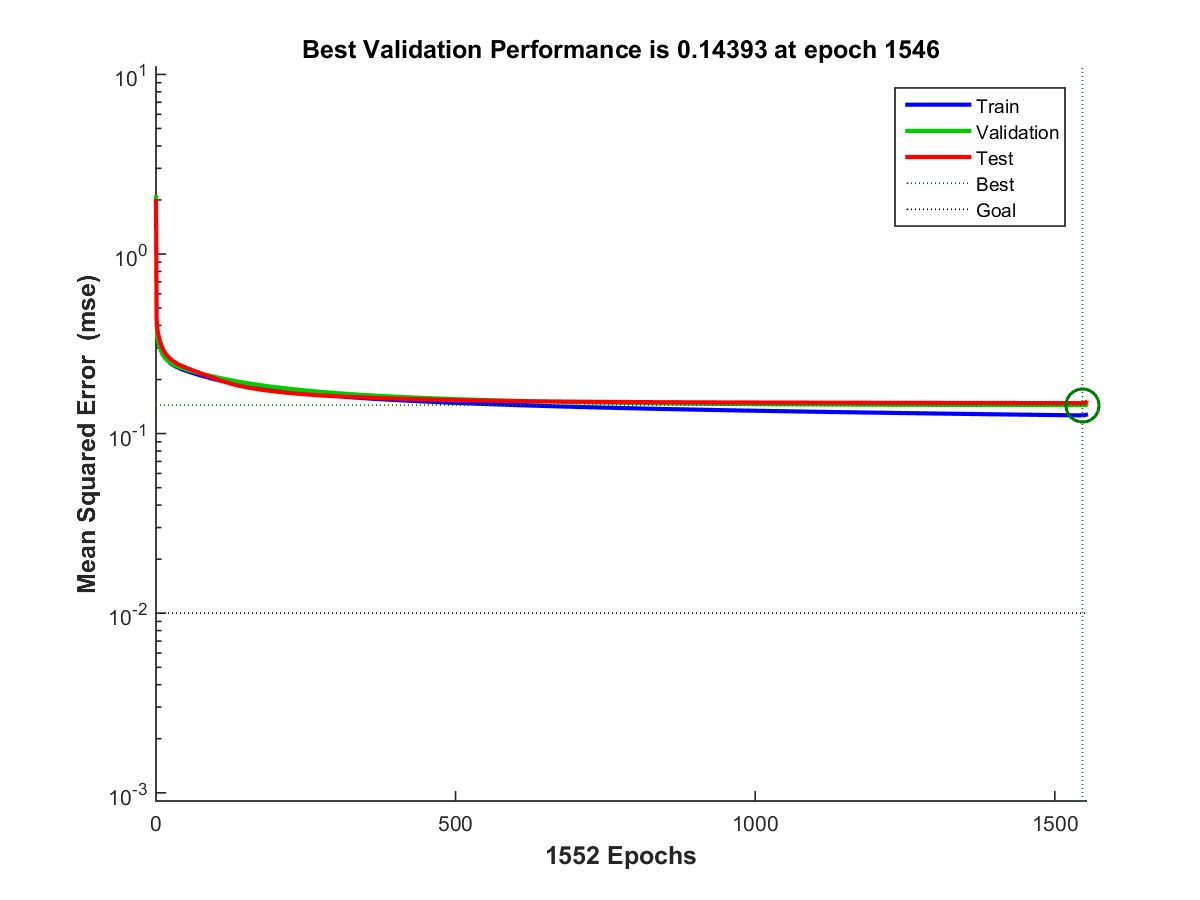 Best Validation Performance is 0.14393 at epoch 1546
10^1
10^0
10^-1
10^-2
10^-3
Mean Squared Error (mse)
Train
Validation
Test
Best
Goal
0
500
1000
1500
1552 Epochs